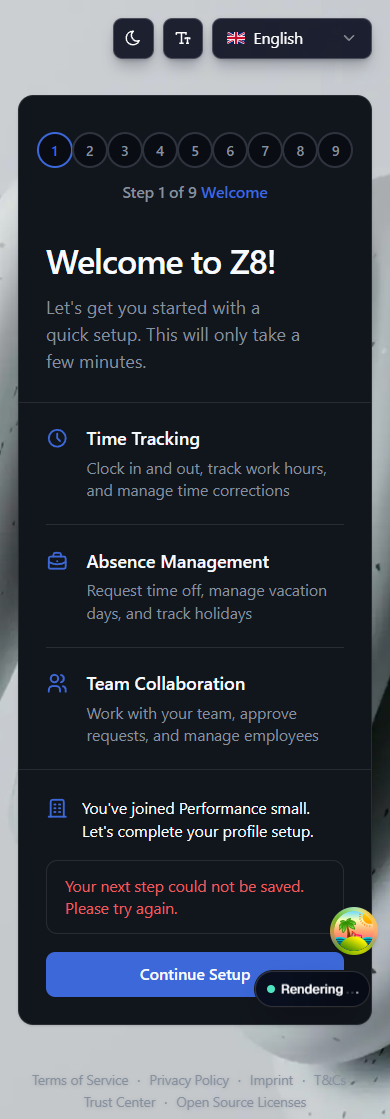 English
1 2 3 4 5 6 7 8 9
Step 1 of 9 Welcome
Welcome to Z8!
Let's get you started with a
quick setup. This will only take a
few minutes.
Time Tracking
Clock in and out, track work hours,
and manage time corrections
Absence Management
Request time off, manage vacation
days, and track holidays
Team Collaboration
Work with your team, approve
requests, and manage employees
You've joined Performance small.
Let's complete your profile setup.
Your next step could not be saved.
Please try again.
Continue Setup
Rendering...
Terms of Service · Privacy Policy · Imprint · T&Cs
Trust Center · Open Source Licenses